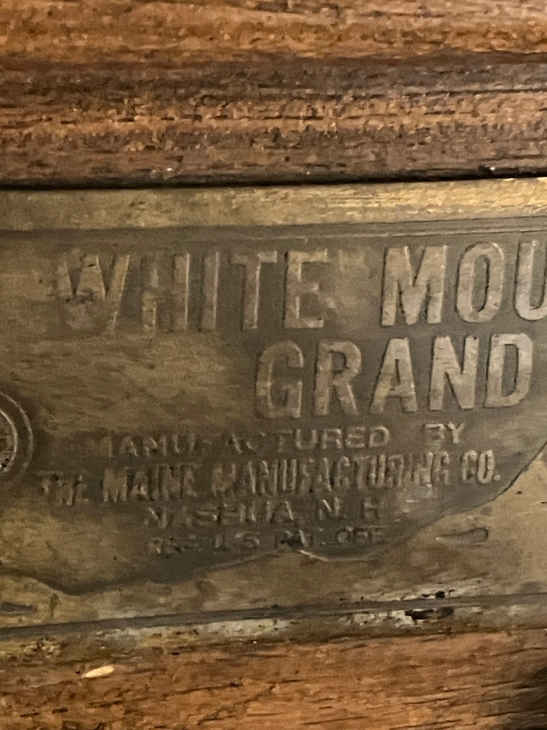 WHITE MOU
GRAND
MANUFACTURED BY
THE MAINE MANUFACTURING CO.
NASHUA, N. H
REG. U.S. PAT. OFF.